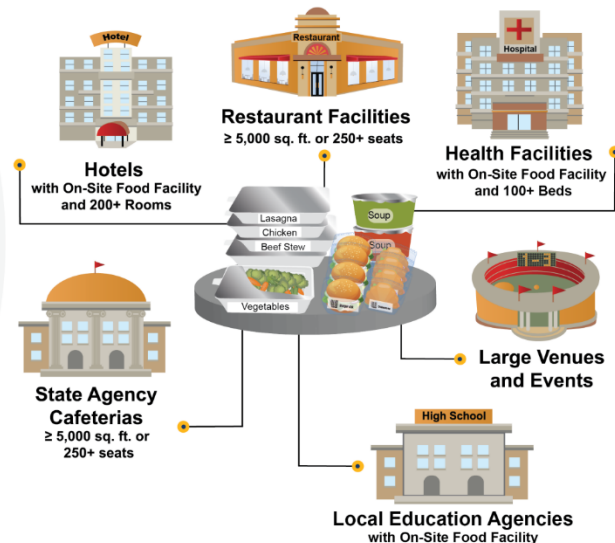 Hotel
Restaurant
Hospital
Restaurant Facilities
≥ 5,000 sq. ft. or 250+ seats
Hotels
with On-Site Food Facility
and 200+ Rooms
Health Facilities
with On-Site Food Facility
and 100+ Beds
Lasagna
Chicken
Beef Stew
Vegetables
Soup
Soup
Large Venues
and Events
State Agency
Cafeterias
≥ 5,000 sq. ft. or
250+ seats
High School
Local Education Agencies
with On-Site Food Facility